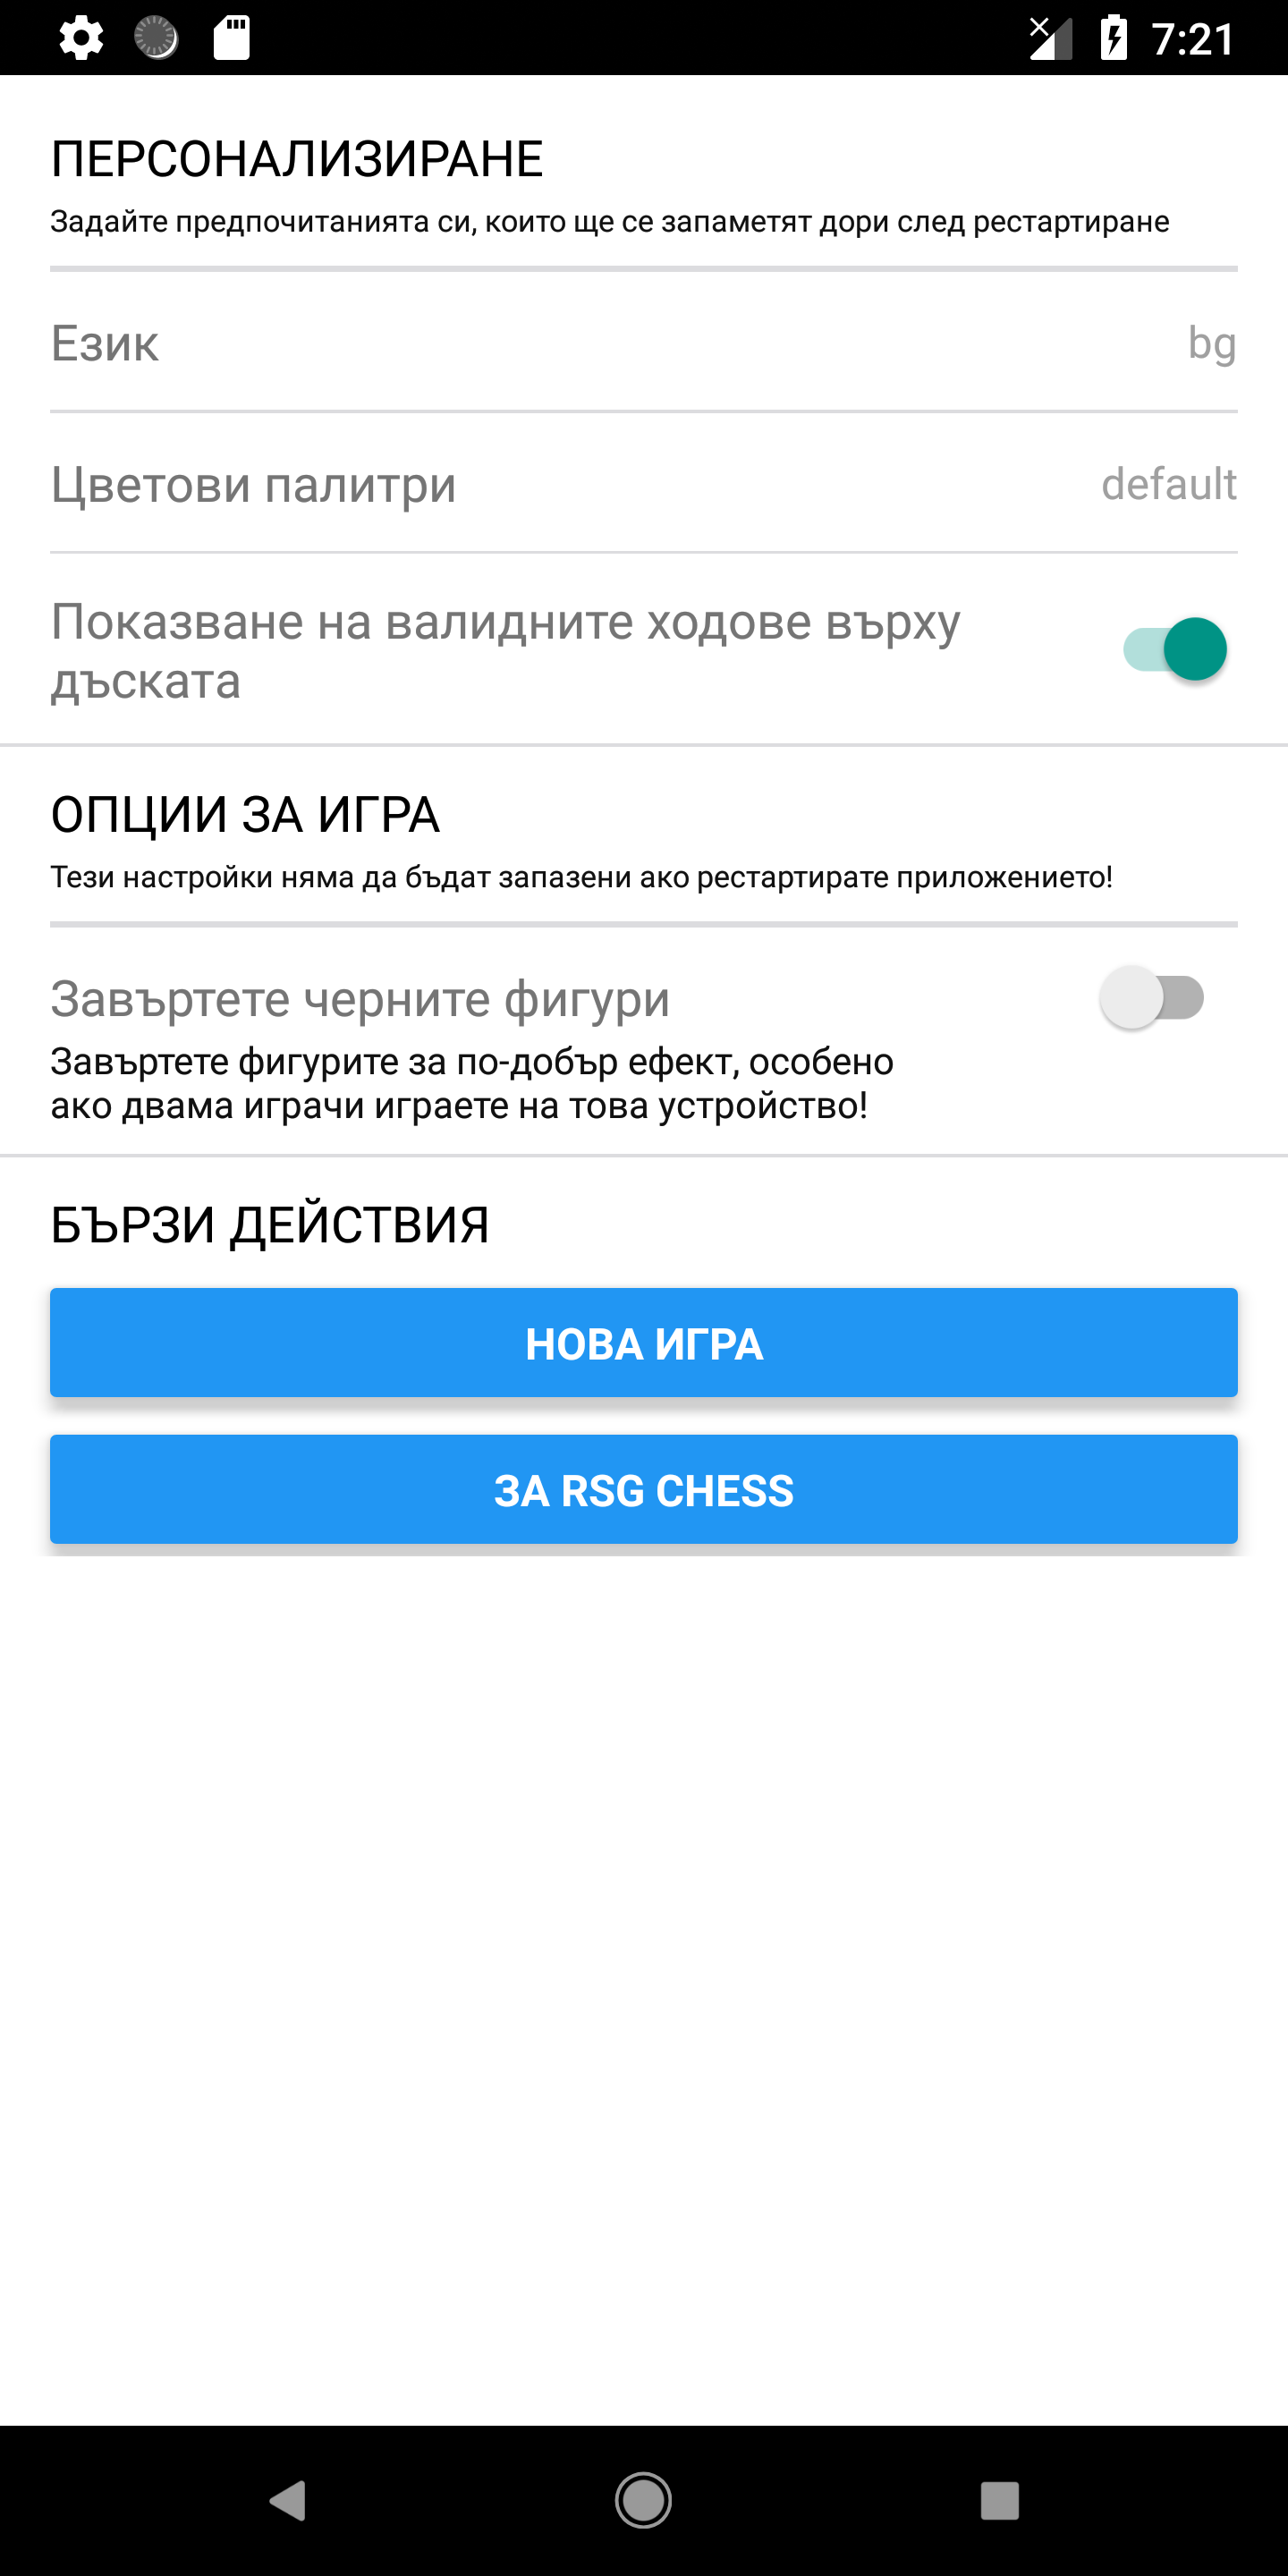 7:21
ПЕРСОНАЛИЗИРАНЕ
Задайте предпочитанията си, които ще се запаметят дори след рестартиране
Език
bg
Цветови палитри
default
Показване на валидните ходове върху
дъската
ОПЦИИ ЗА ИГРА
Тези настройки няма да бъдат запазени ако рестартирате приложението!
Завъртете черните фигури
Завъртете фигурите за по-добър ефект, особено
ако двама играчи играете на това устройство!
БЪРЗИ ДЕЙСТВИЯ
НОВА ИГРА
ЗА RSG CHESS